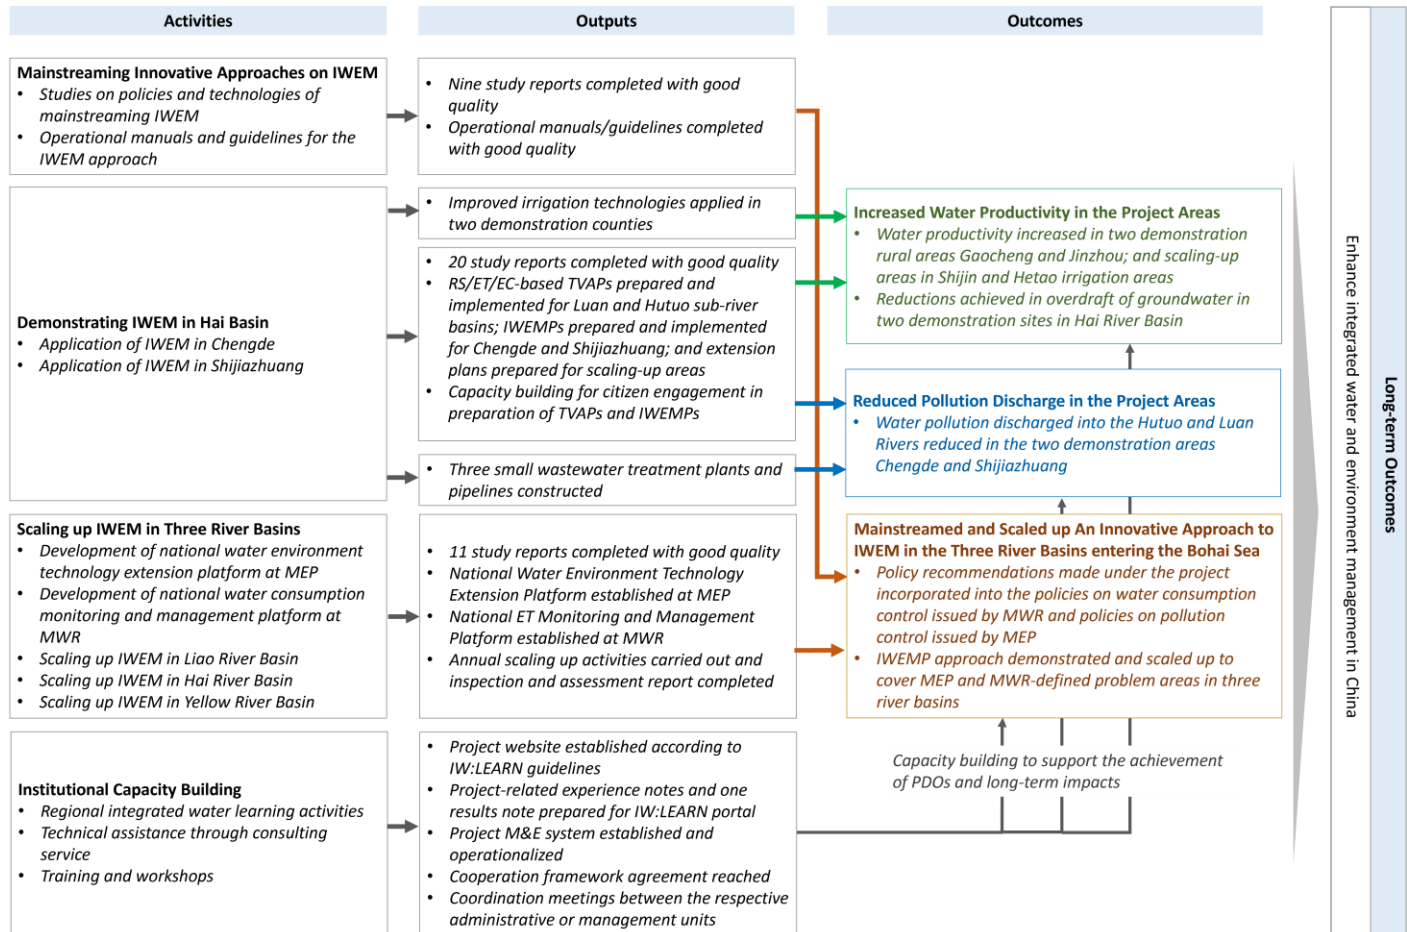 Activities
Outputs
Outcomes
Mainstreaming Innovative Approaches on IWEM
• Studies on policies and technologies of
mainstreaming IWEM
• Operational manuals and guidelines for the
IWEM approach
• Nine study reports completed with good
quality
• Operational manuals/guidelines completed
with good quality
Demonstrating IWEM in Hai Basin
• Application of IWEM in Chengde
• Application of IWEM in Shijiazhuang
• Improved irrigation technologies applied in
two demonstration counties
• 20 study reports completed with good quality
• RS/ET/EC-based TVAPs prepared and
implemented for Luan and Hutuo sub-river
basins; IWEMPs prepared and implemented
for Chengde and Shijiazhuang; and extension
plans prepared for scaling-up areas
• Capacity building for citizen engagement in
preparation of TVAPs and IWEMPs
• Three small wastewater treatment plants and
pipelines constructed
Increased Water Productivity in the Project Areas
• Water productivity increased in two demonstration
rural areas Gaocheng and Jinzhou; and scaling-up
areas in Shijin and Hetao irrigation areas
• Reductions achieved in overdraft of groundwater in
two demonstration sites in Hai River Basin
Reduced Pollution Discharge in the Project Areas
• Water pollution discharged into the Hutuo and Luan
Rivers reduced in the two demonstration areas
Chengde and Shijiazhuang
Scaling up IWEM in Three River Basins
• Development of national water environment
technology extension platform at MEP
• Development of national water consumption
monitoring and management platform at
MWR
• Scaling up IWEM in Liao River Basin
• Scaling up IWEM in Hai River Basin
• Scaling up IWEM in Yellow River Basin
• 11 study reports completed with good quality
• National Water Environment Technology
Extension Platform established at MEP
• National ET Monitoring and Management
Platform established at MWR
• Annual scaling up activities carried out and
inspection and assessment report completed
Mainstreamed and Scaled up An Innovative Approach to
IWEM in the Three River Basins entering the Bohai Sea
• Policy recommendations made under the project
incorporated into the policies on water consumption
control issued by MWR and policies on pollution
control issued by MEP
• IWEMP approach demonstrated and scaled up to
cover MEP and MWR-defined problem areas in three
river basins
Institutional Capacity Building
• Regional integrated water learning activities
• Technical assistance through consulting
service
• Training and workshops
• Project website established according to
IW:LEARN guidelines
• Project-related experience notes and one
results note prepared for IW:LEARN portal
• Project M&E system established and
operationalized
• Cooperation framework agreement reached
• Coordination meetings between the respective
administrative or management units
Capacity building to support the achievement
of PDOs and long-term impacts
Enhance integrated water and environment management in China
Long-term Outcomes